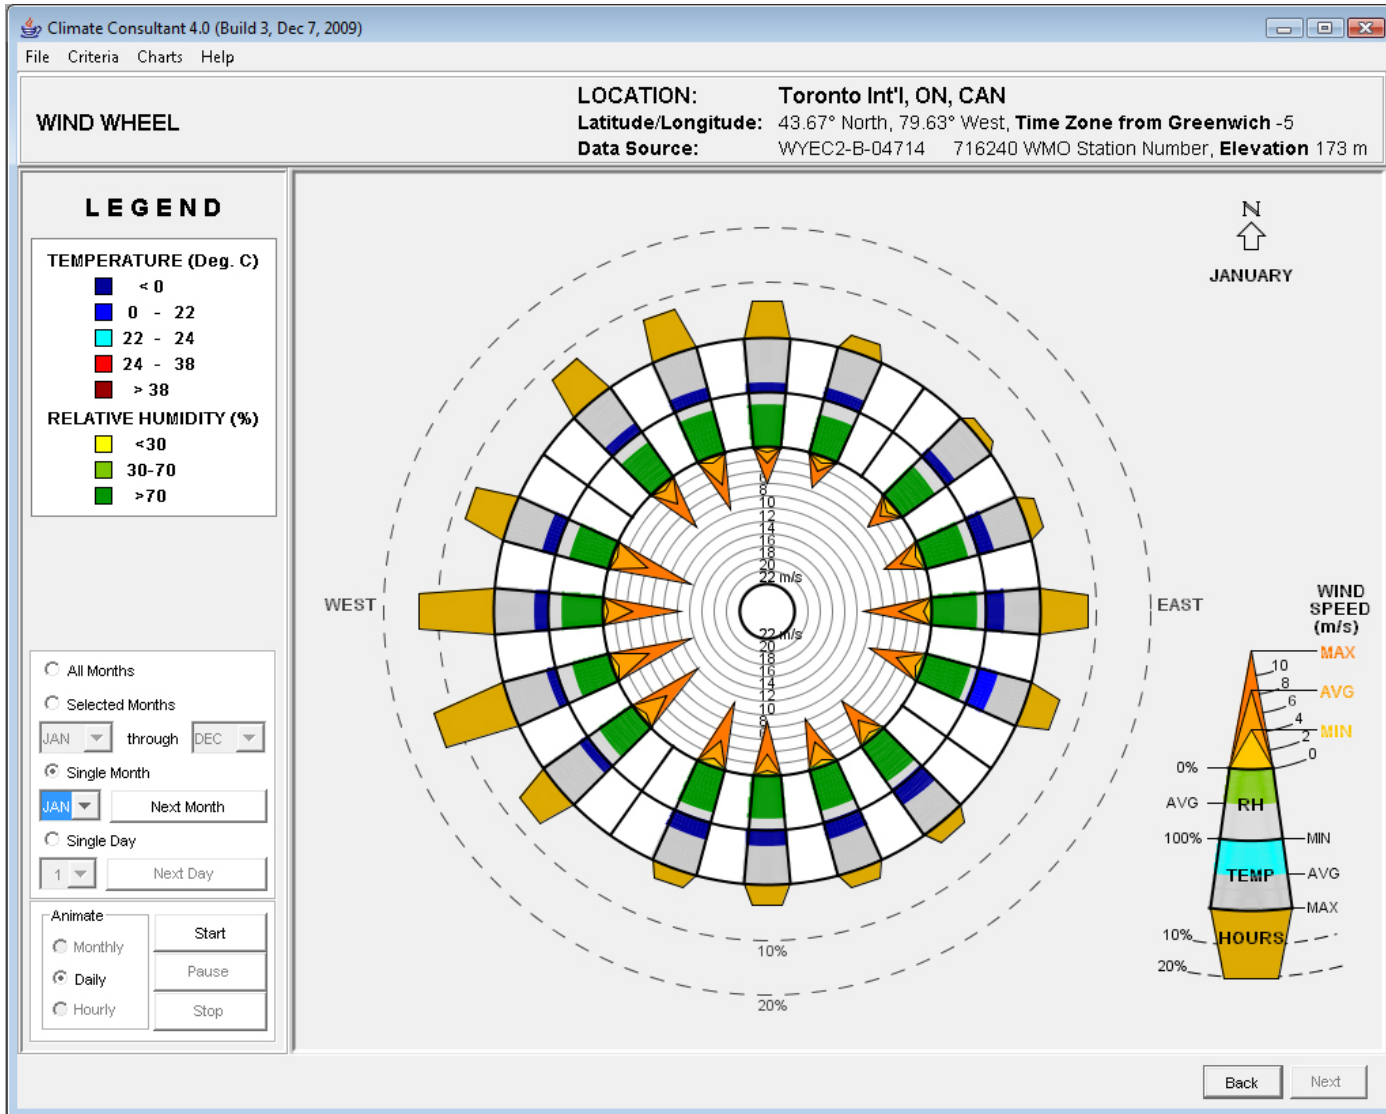 Climate Consultant 4.0 (Build 3, Dec 7, 2009)
File Criteria Charts Help
WIND WHEEL
LOCATION: Toronto Int'l, ON, CAN
Latitude/Longitude: 43.67° North, 79.63° West, Time Zone from Greenwich -5
Data Source: WYEC2-B-04714 716240 WMO Station Number, Elevation 173 m
LEGEND
TEMPERATURE (Deg. C)
< 0
0 - 22
22 - 24
24 - 38
> 38
RELATIVE HUMIDITY (%)
<30
30-70
>70
All Months
Selected Months
JAN through DEC
Single Month
JAN Next Month
Single Day
1 Next Day
Animate
Monthly
Daily
Hourly
Start
Pause
Stop
N
JANUARY
WEST
EAST
8
10
12
14
16
18
20
22 m/s
22 m/s
20
18
16
14
12
10
8
10%
20%
WIND
SPEED
(m/s)
MAX
10
8
AVG
6
4
MIN
2
0
0%
AVG
RH
100%
MIN
TEMP
AVG
MAX
10%
HOURS
20%
Back
Next